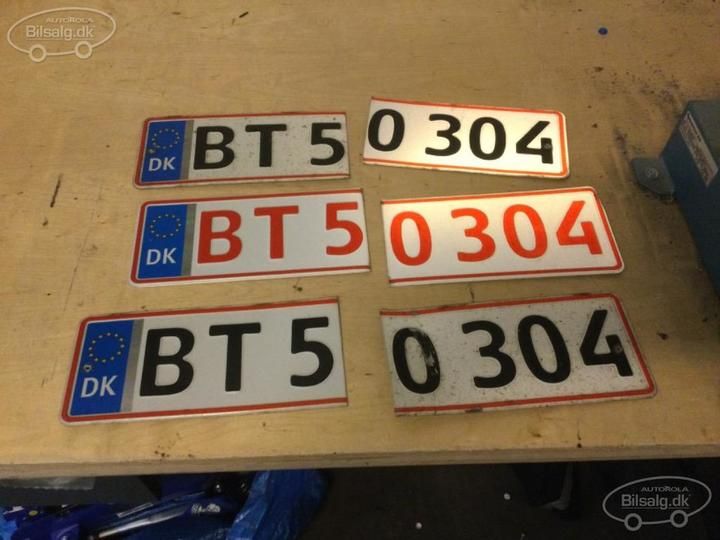 AUTOROLA
Bilsalg.dk
DK BT 5 0 304
DK BT 5 0 304
DK BT 5 0 304
AUTOROLA
Bilsalg.dk